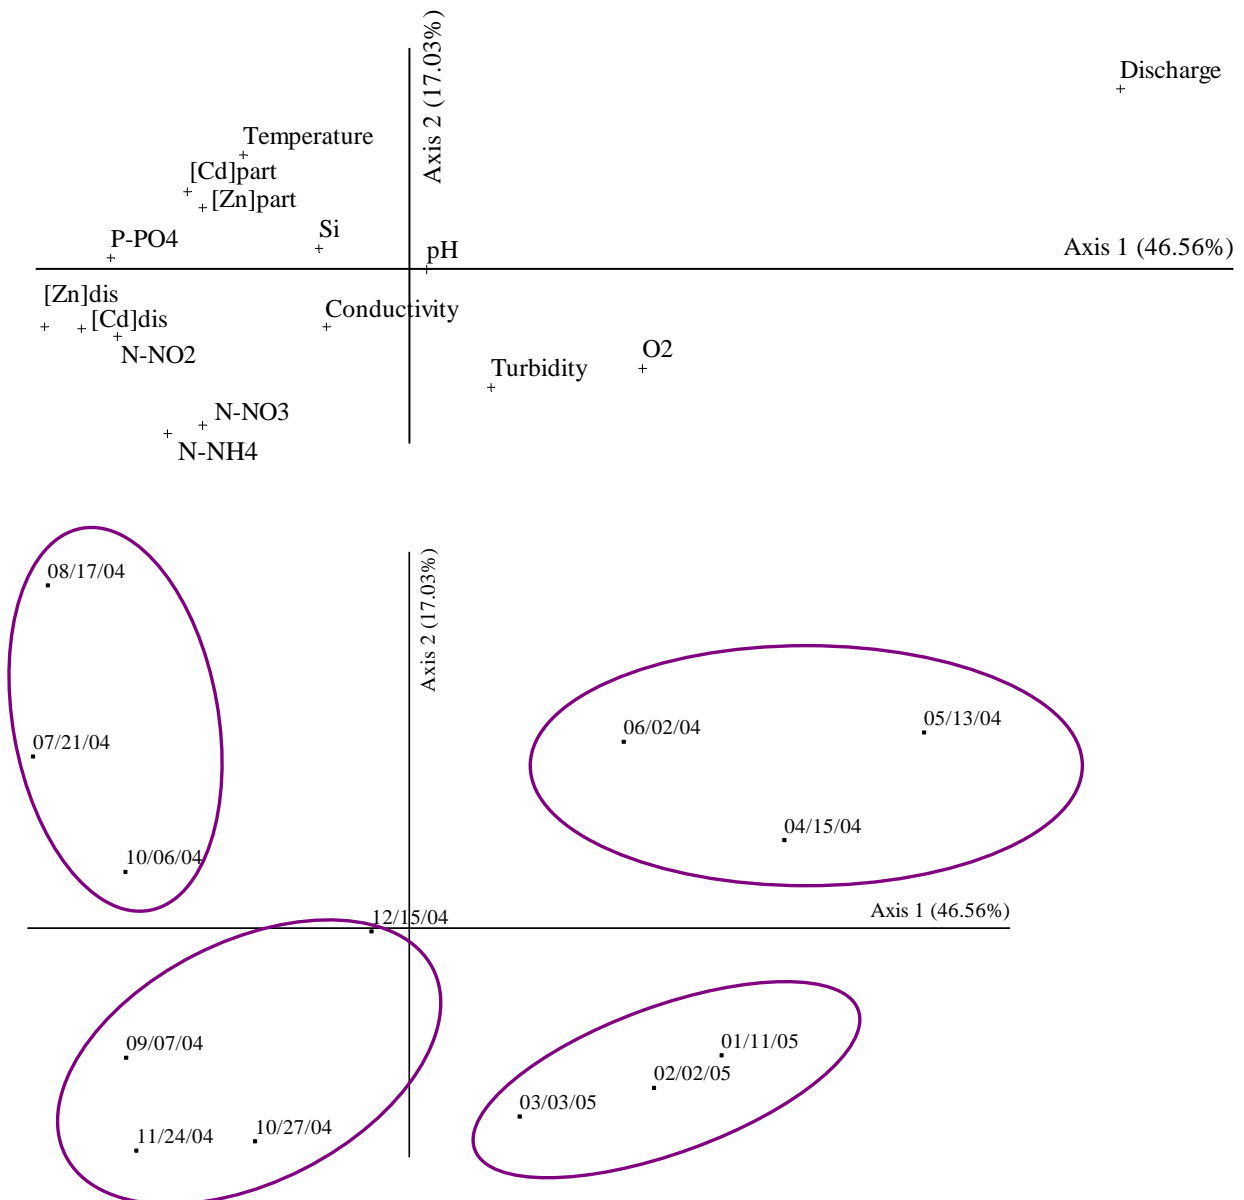 Axis 2 (17.03%)
Discharge
Temperature
[Cd]part
[Zn]part
Si
P-PO4
pH
Axis 1 (46.56%)
[Zn]dis
[Cd]dis
Conductivity
N-NO2
O2
Turbidity
N-NO3
N-NH4
08/17/04
Axis 2 (17.03%)
07/21/04
06/02/04
05/13/04
04/15/04
10/06/04
12/15/04
Axis 1 (46.56%)
09/07/04
01/11/05
02/02/05
03/03/05
11/24/04
10/27/04